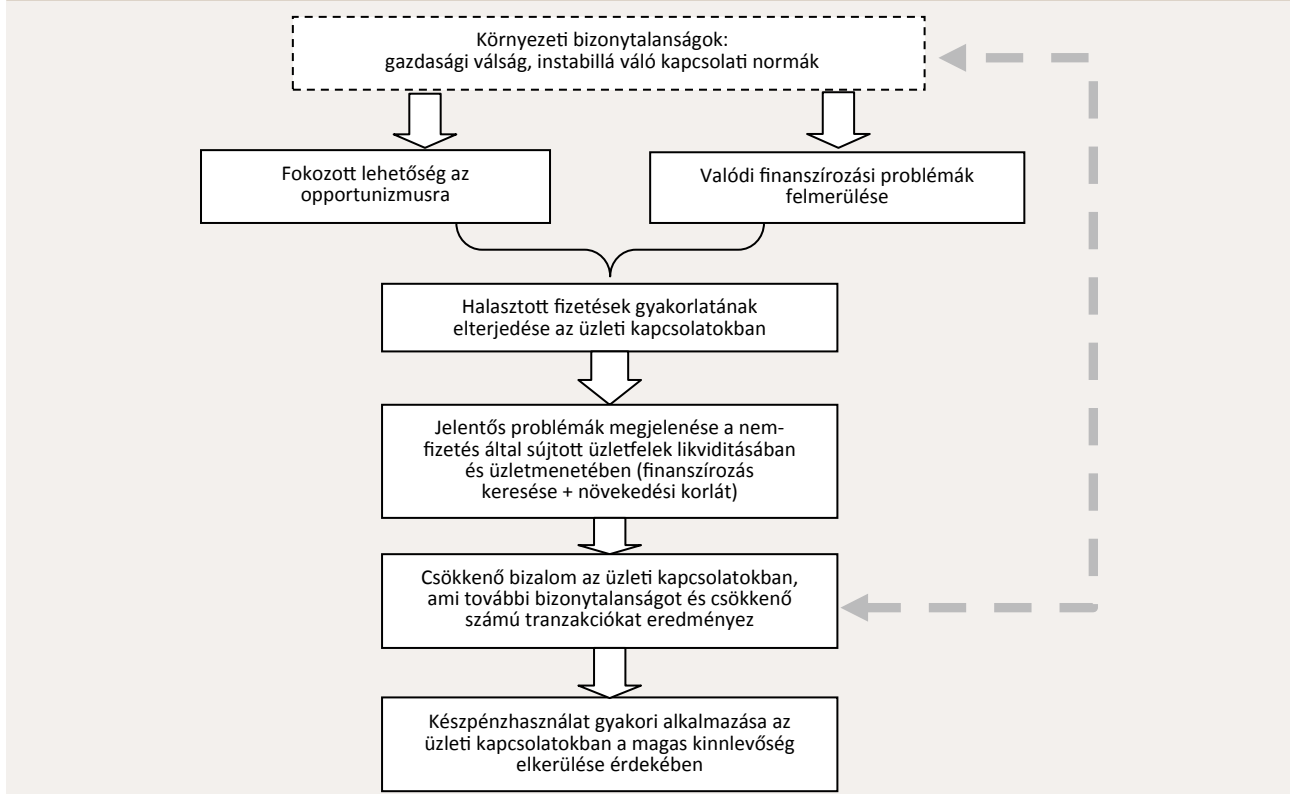 Környezeti bizonytalanságok:
gazdasági válság, instabillá váló kapcsolati normák
Fokozott lehetőség az
opportunizmusra
Valódi finanszírozási problémák
felmerülése
Halasztott fizetések gyakorlatának
elterjedése az üzleti kapcsolatokban
Jelentős problémák megjelenése a nem-
fizetés által sújtott üzletfelek likviditásában
és üzletmenetében (finanszírozás
keresése + növekedési korlát)
Csökkenő bizalom az üzleti kapcsolatokban,
ami további bizonytalanságot és csökkenő
számú tranzakciókat eredményez
Készpénzhasználat gyakori alkalmazása az
üzleti kapcsolatokban a magas kinnlevőség
elkerülése érdekében